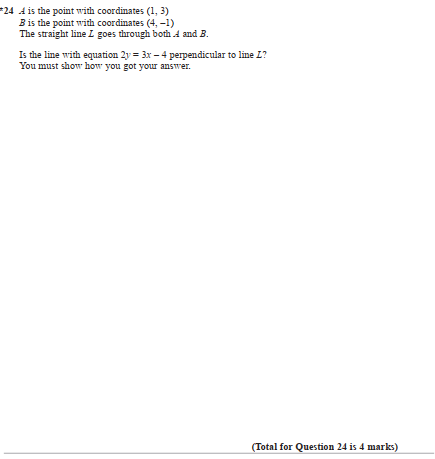 *24 A is the point with coordinates (1, 3)
B is the point with coordinates (4, –1)
The straight line L goes through both A and B.
Is the line with equation 2y = 3x – 4 perpendicular to line L?
You must show how you got your answer.
(Total for Question 24 is 4 marks)